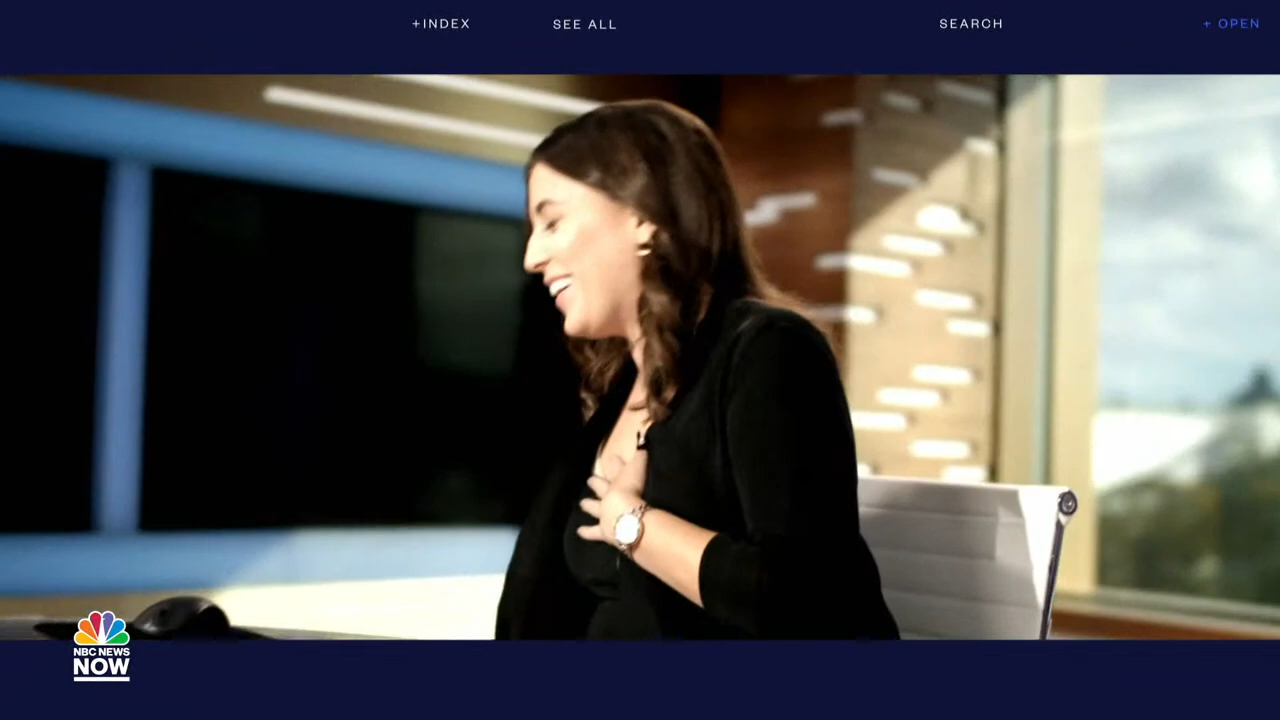 +INDEX
SEE ALL
SEARCH
+ OPEN
NBC NEWS
NOW